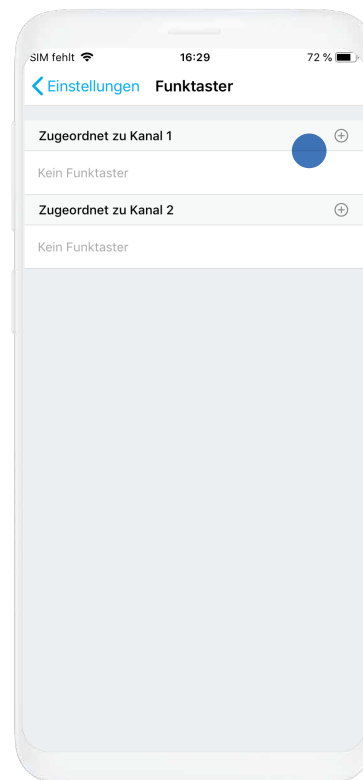 SIM fehlt 16:29 72 %
Einstellungen Funktaster
Zugeordnet zu Kanal 1
Kein Funktaster
Zugeordnet zu Kanal 2
Kein Funktaster